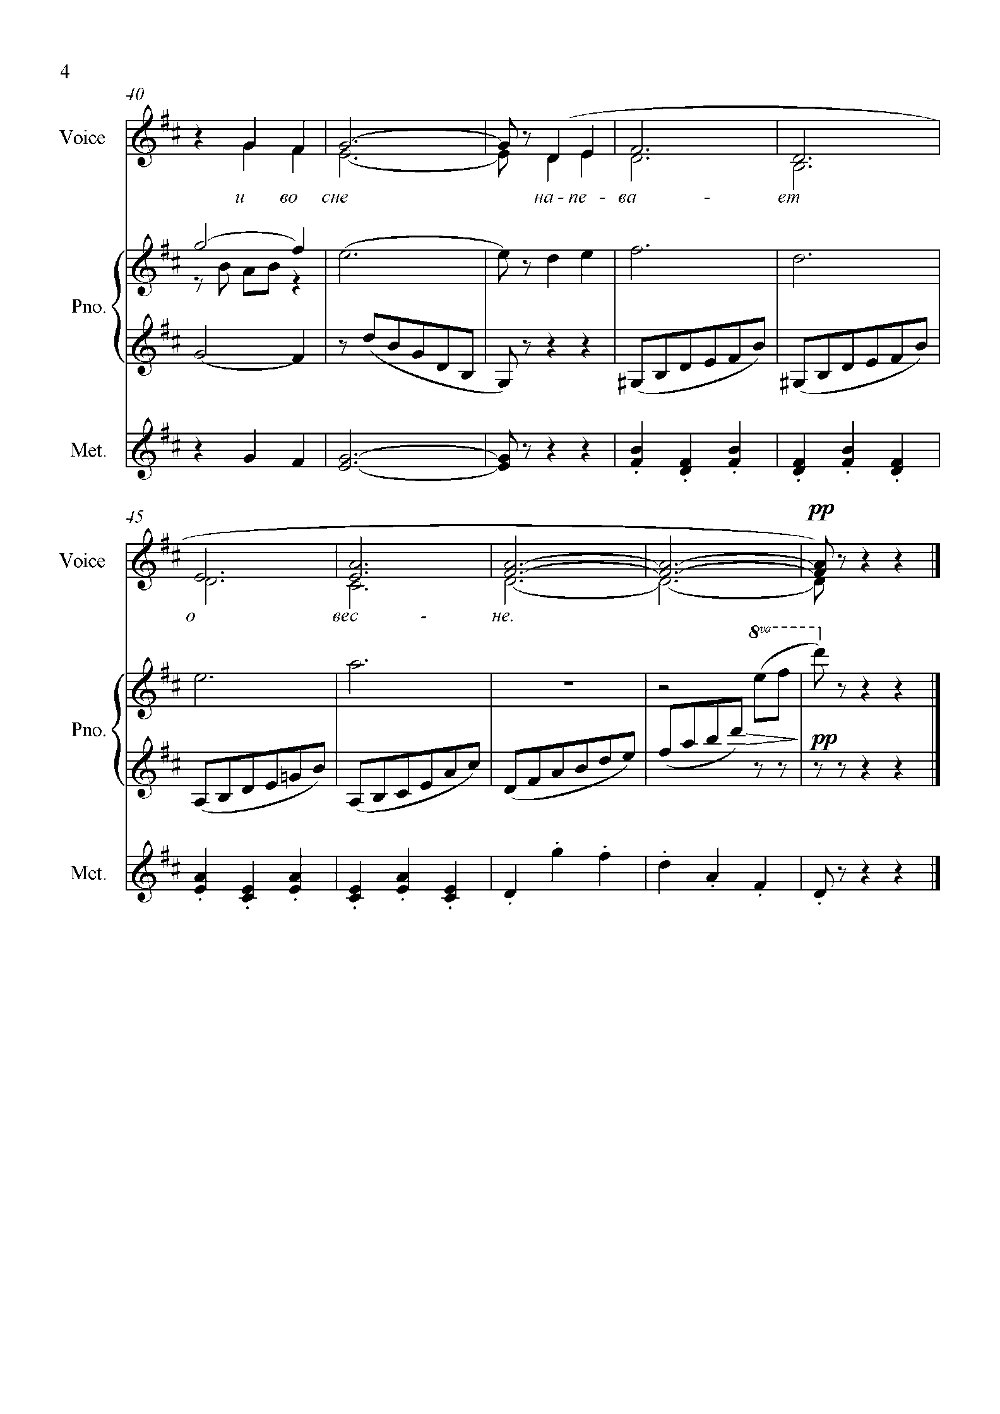 4
40
Voice
и во сне на - пе - ва - ет
Pno.
Met.
45
pp
Voice
о вес - не.
8va
Pno.
pp
Met.